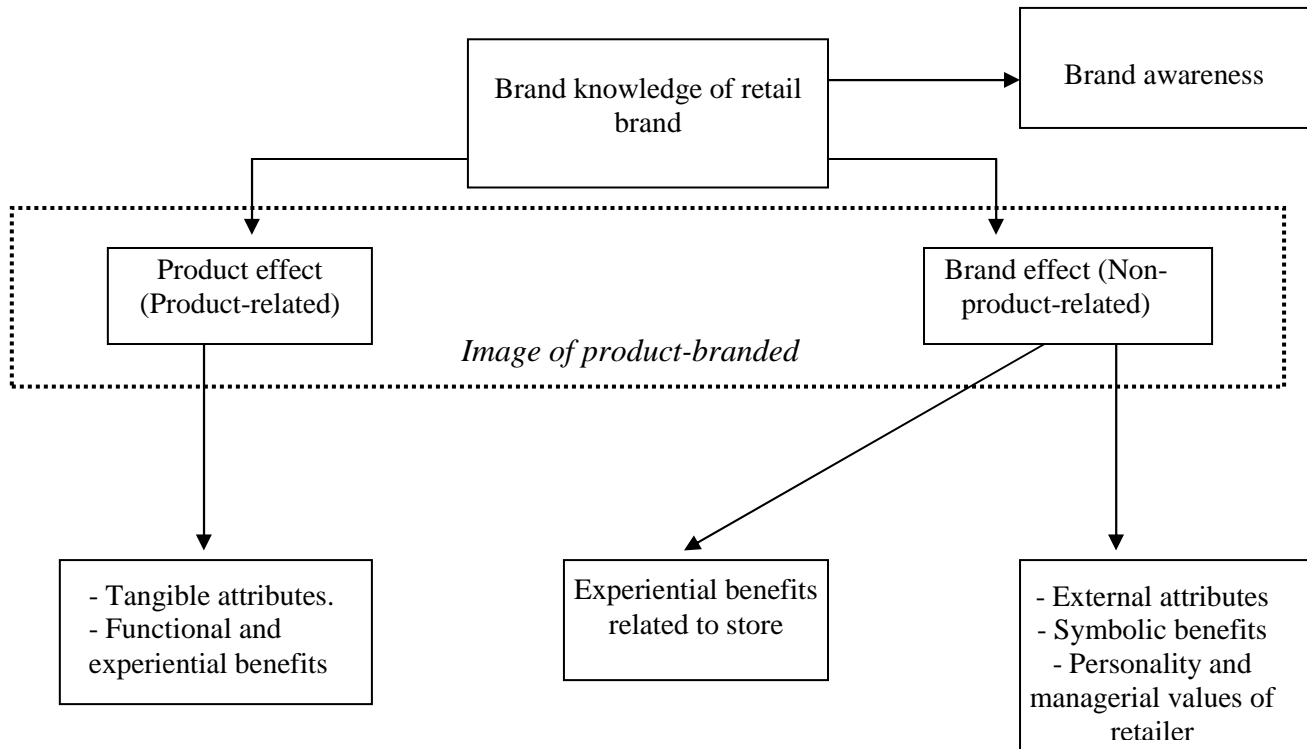 Brand knowledge of retail
brand
Brand awareness
Product effect
(Product-related)
Brand effect (Non-
product-related)
Image of product-branded
- Tangible attributes.
- Functional and
experiential benefits
Experiential benefits
related to store
- External attributes
- Symbolic benefits
- Personality and
managerial values of
retailer